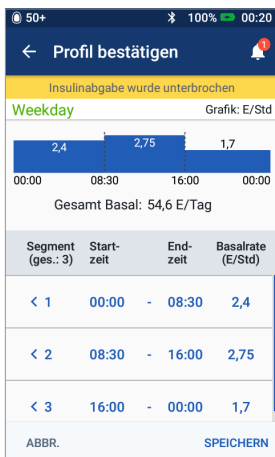 50+ 100% 00:20
Profil bestätigen 1
Insulinabgabe wurde unterbrochen
Weekday Grafik: E/Std
2,4 2,75 1,7
00:00 08:30 16:00 00:00
Gesamt Basal: 54,6 E/Tag
Segment Start- End- Basalrate
(ges.: 3) zeit zeit (E/Std)
< 1 00:00 - 08:30 2,4
< 2 08:30 - 16:00 2,75
< 3 16:00 - 00:00 1,7
ABBR. SPEICHERN